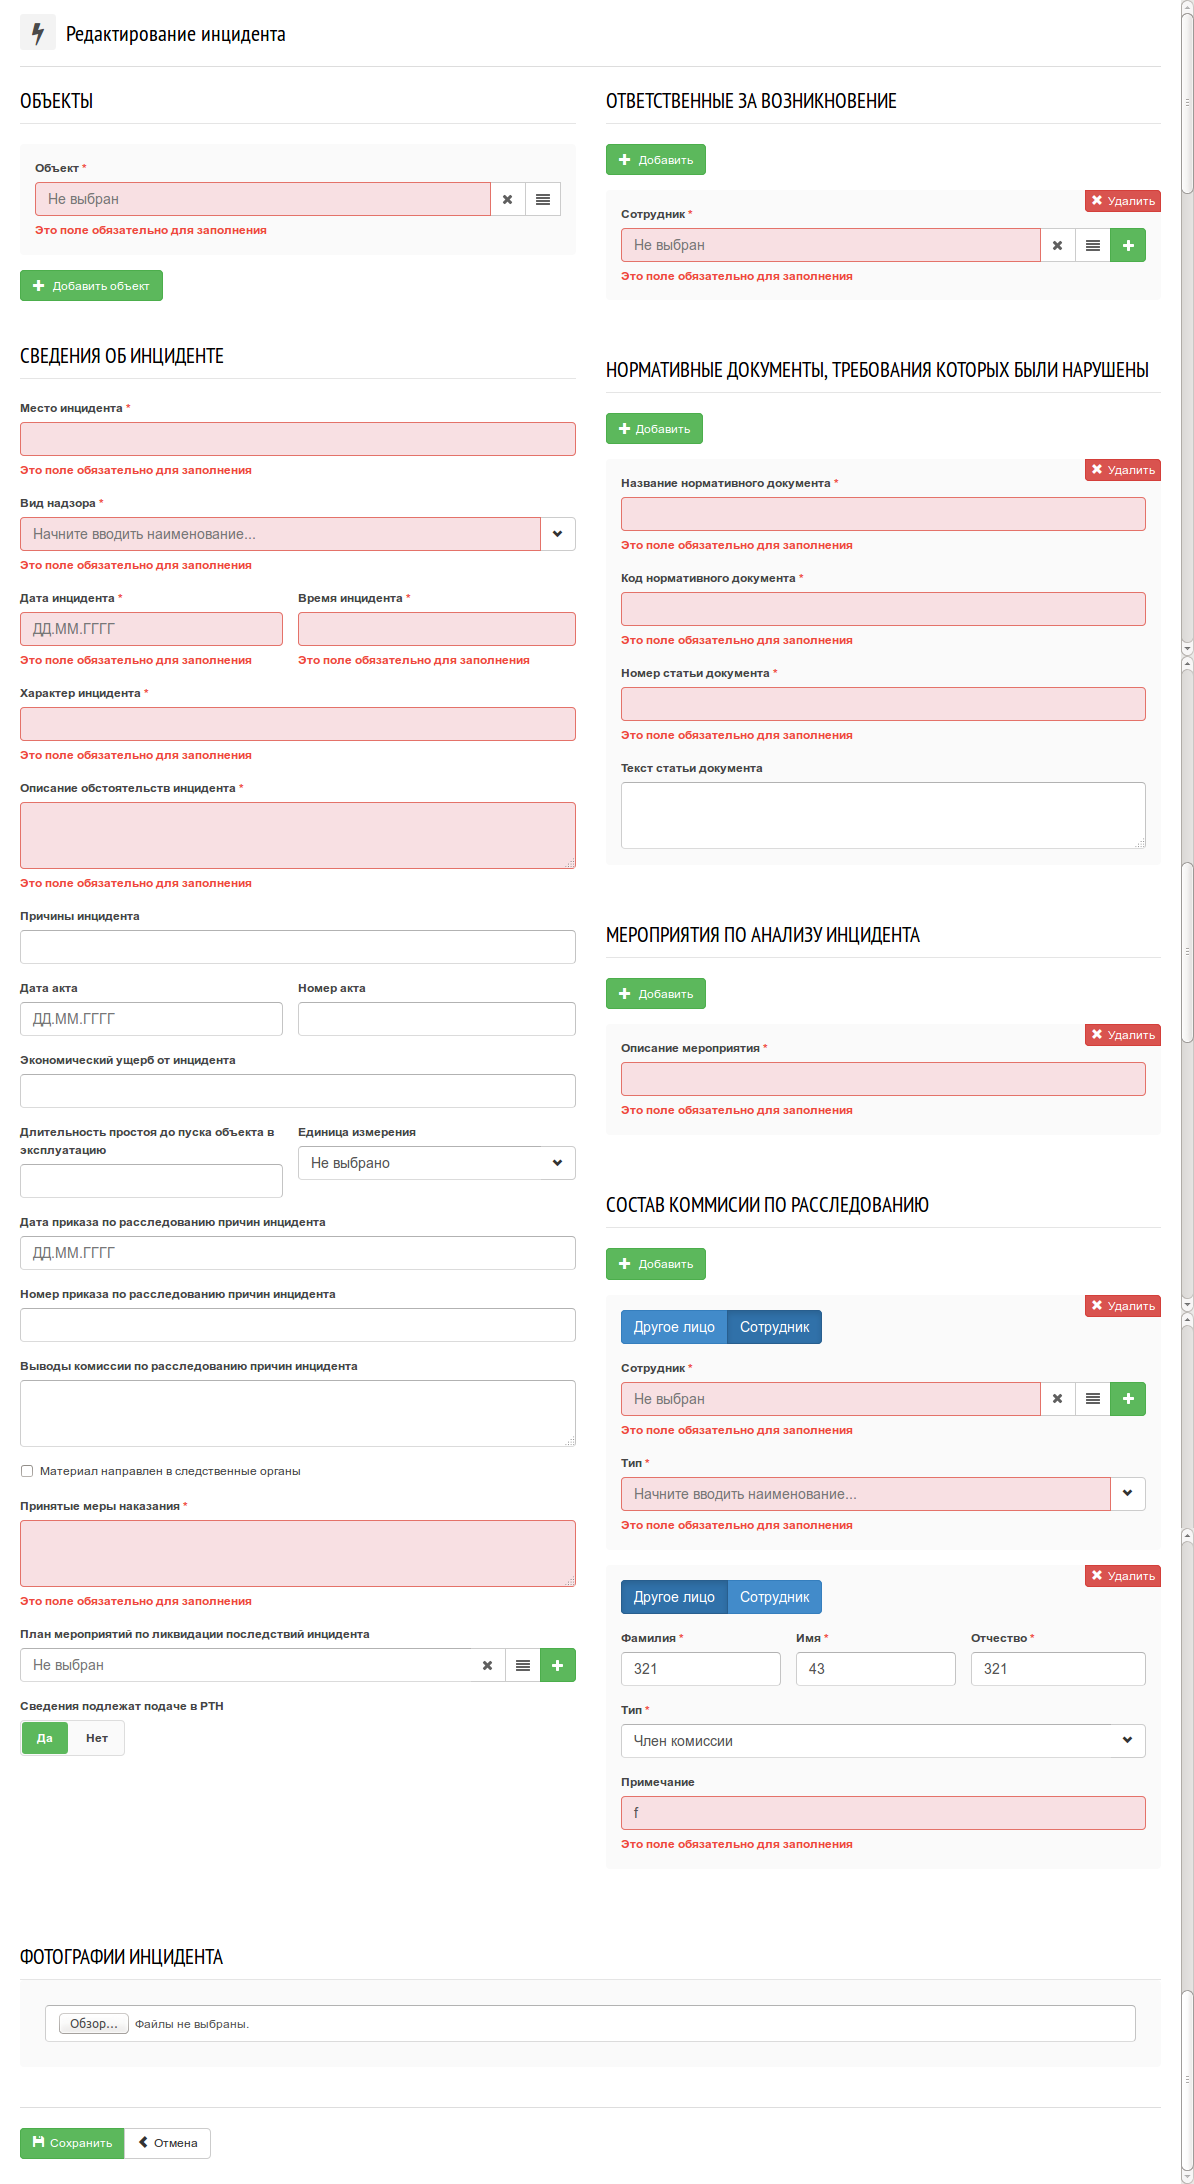 Редактирование инцидента
ОБЪЕКТЫ
Объект *
Не выбран
Это поле обязательно для заполнения
Добавить объект
СВЕДЕНИЯ ОБ ИНЦИДЕНТЕ
Место инцидента *
Это поле обязательно для заполнения
Вид надзора *
Начните вводить наименование...
Это поле обязательно для заполнения
Дата инцидента * Время инцидента *
ДД.ММ.ГГГГ
Это поле обязательно для заполнения Это поле обязательно для заполнения
Характер инцидента *
Это поле обязательно для заполнения
Описание обстоятельств инцидента *
Это поле обязательно для заполнения
Причины инцидента
Дата акта Номер акта
ДД.ММ.ГГГГ
Экономический ущерб от инцидента
Длительность простоя до пуска объекта в
эксплуатацию
Единица измерения
Не выбрано
Дата приказа по расследованию причин инцидента
ДД.ММ.ГГГГ
Номер приказа по расследованию причин инцидента
Выводы комиссии по расследованию причин инцидента
Материал направлен в следственные органы
Принятые меры наказания *
Это поле обязательно для заполнения
План мероприятий по ликвидации последствий инцидента
Не выбран
Сведения подлежат подаче в РТН
Да Нет
ОТВЕТСТВЕННЫЕ ЗА ВОЗНИКНОВЕНИЕ
Добавить
Удалить
Сотрудник *
Не выбран
Это поле обязательно для заполнения
НОРМАТИВНЫЕ ДОКУМЕНТЫ, ТРЕБОВАНИЯ КОТОРЫХ БЫЛИ НАРУШЕНЫ
Добавить
Удалить
Название нормативного документа *
Это поле обязательно для заполнения
Код нормативного документа *
Это поле обязательно для заполнения
Номер статьи документа *
Это поле обязательно для заполнения
Текст статьи документа
МЕРОПРИЯТИЯ ПО АНАЛИЗУ ИНЦИДЕНТА
Добавить
Удалить
Описание мероприятия *
Это поле обязательно для заполнения
СОСТАВ КОММИСИИ ПО РАССЛЕДОВАНИЮ
Добавить
Удалить
Другое лицо Сотрудник
Сотрудник *
Не выбран
Это поле обязательно для заполнения
Тип *
Начните вводить наименование...
Это поле обязательно для заполнения
Удалить
Другое лицо Сотрудник
Фамилия * Имя * Отчество *
321 43 321
Тип *
Член комиссии
Примечание
f
Это поле обязательно для заполнения
ФОТОГРАФИИ ИНЦИДЕНТА
Обзор... Файлы не выбраны.
Сохранить Отмена